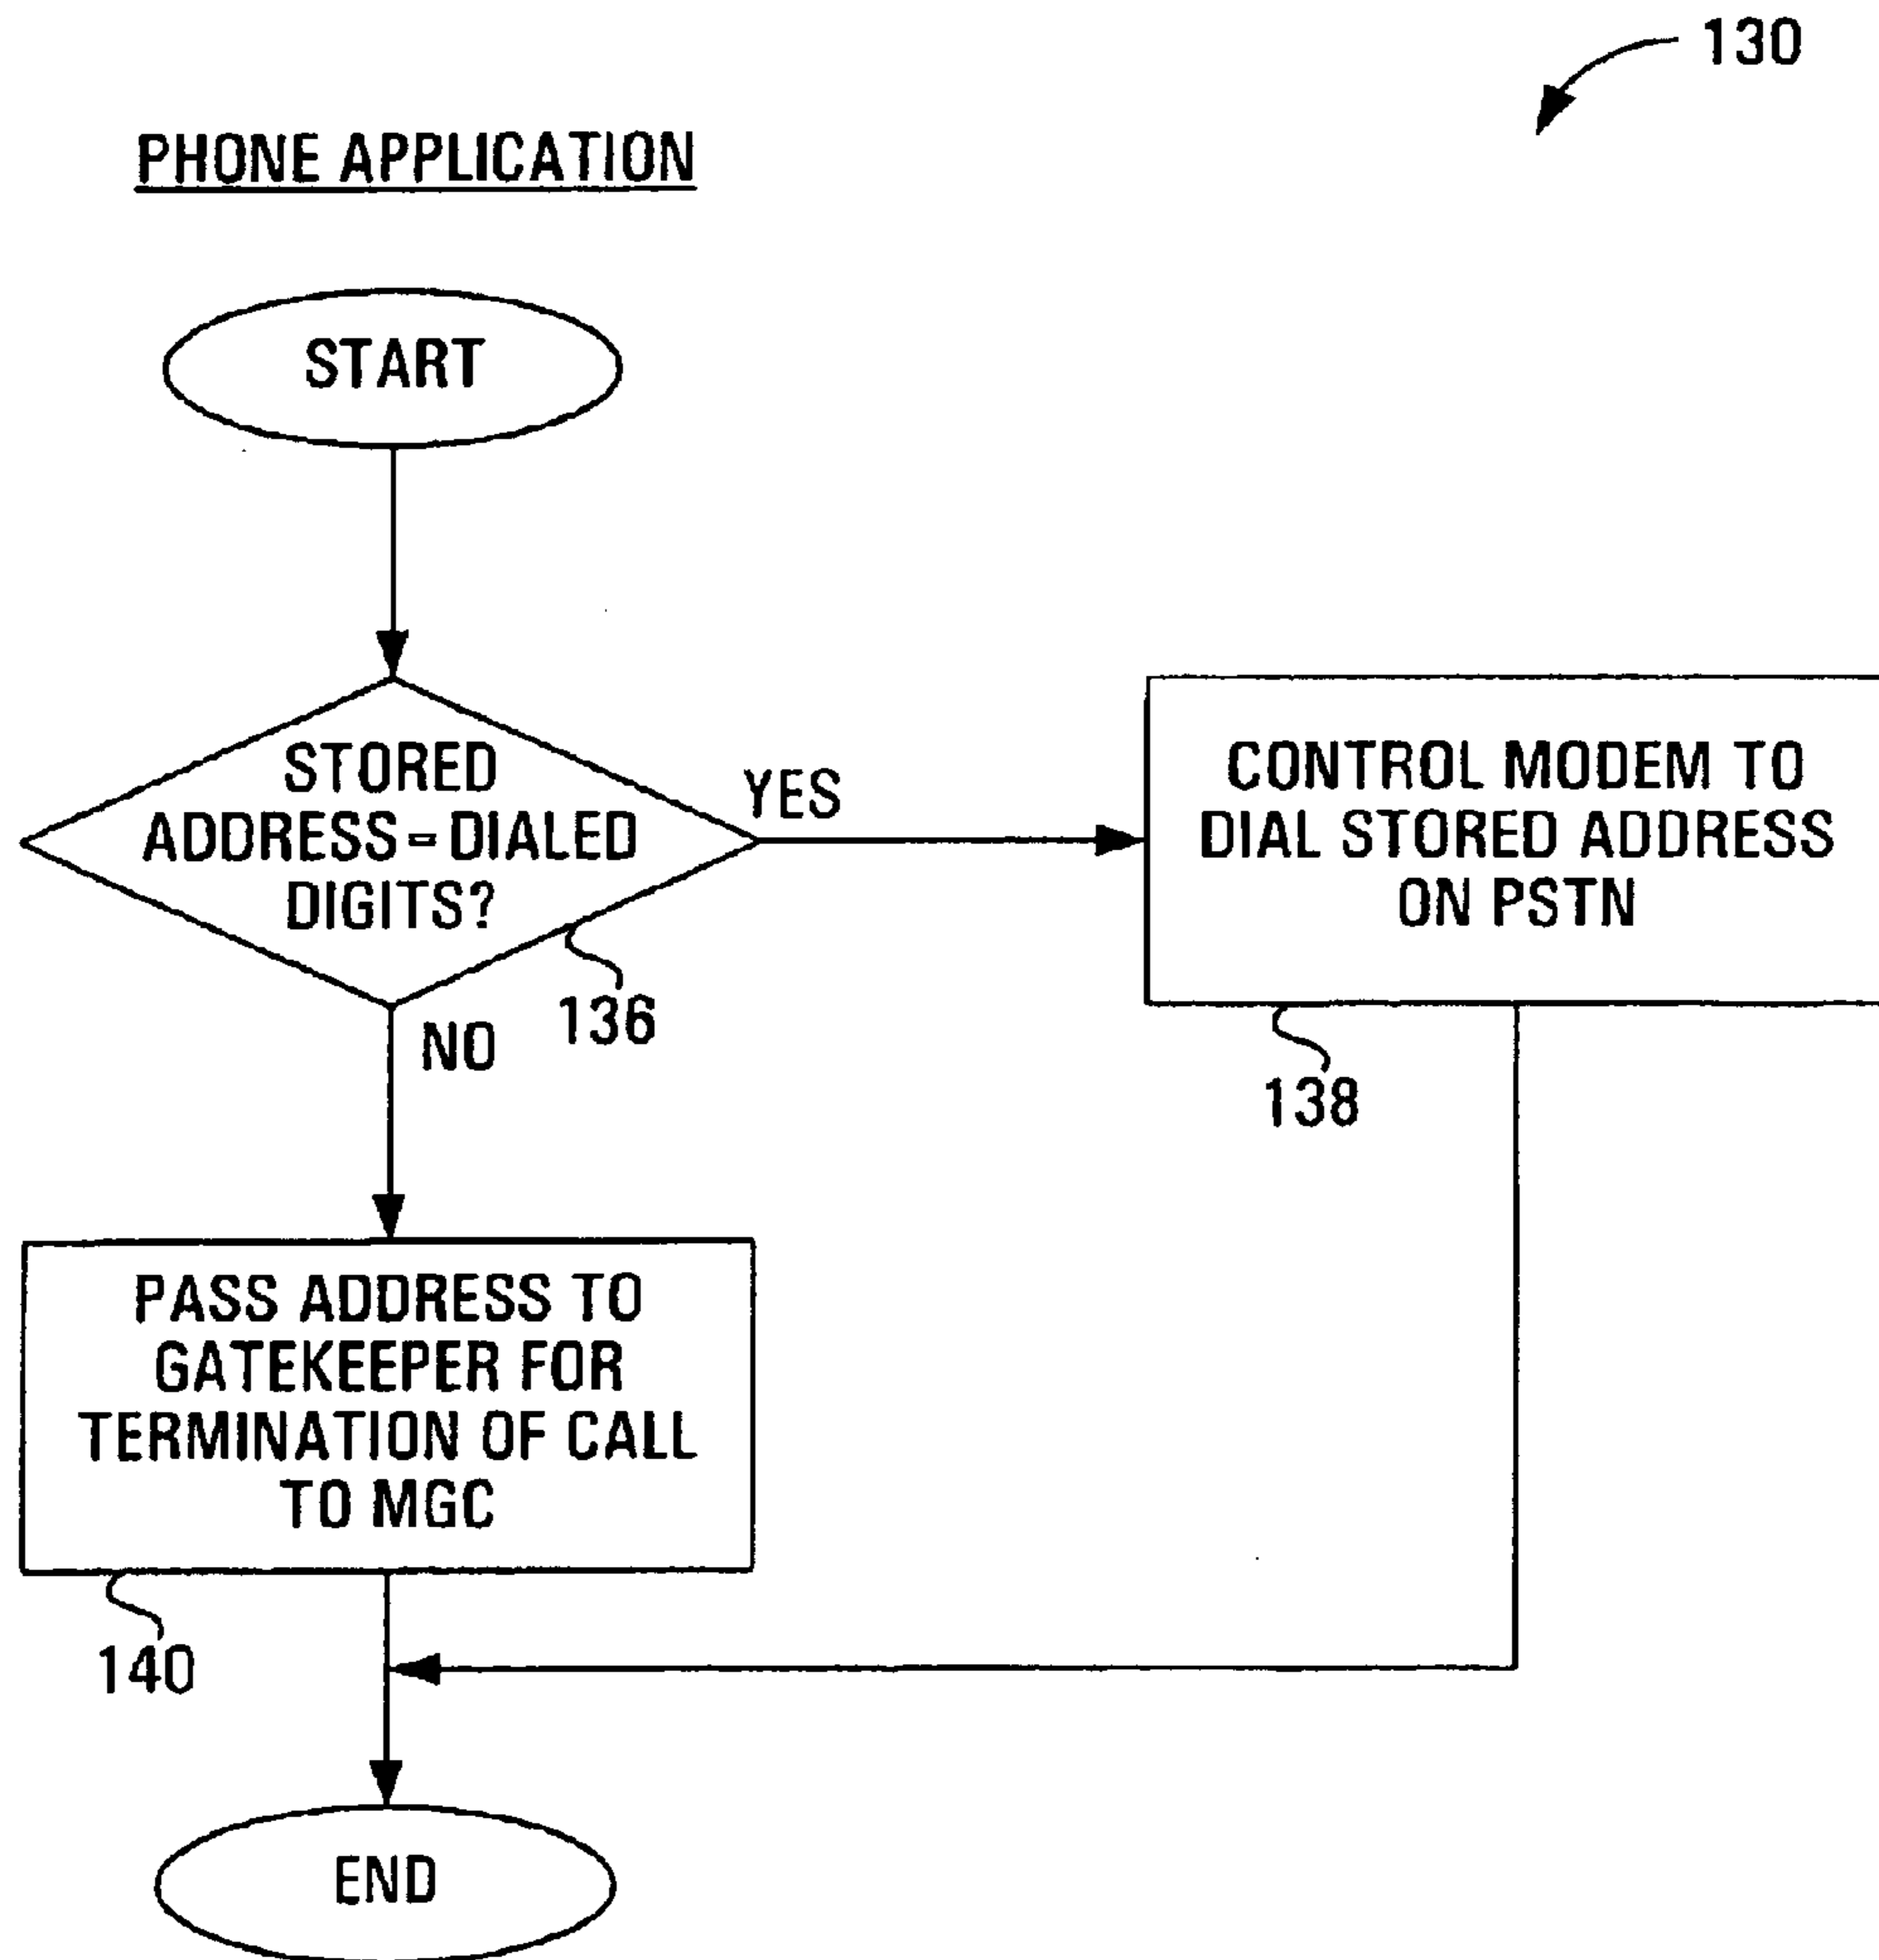 130
PHONE APPLICATION
START
STORED
ADDRESS = DIALED
DIGITS?
YES
136
NO
CONTROL MODEM TO
DIAL STORED ADDRESS
ON PSTN
138
PASS ADDRESS TO
GATEKEEPER FOR
TERMINATION OF CALL
TO MGC
140
END